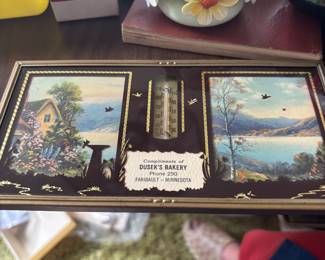 Compliments of
DUSEK'S BAKERY
Phone 290
FARIBAULT - MINNESOTA